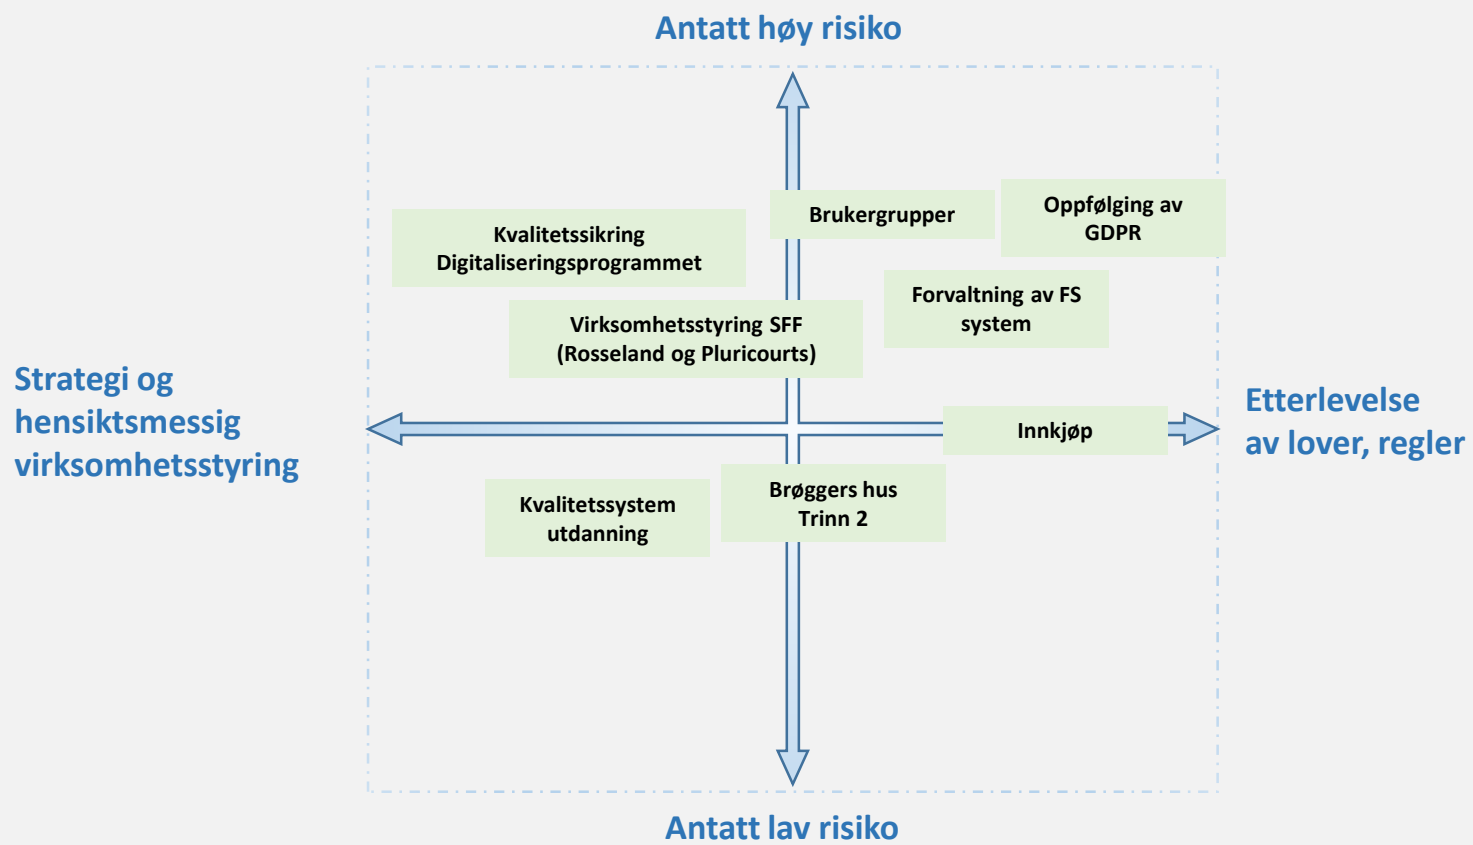 Antatt høy risiko
Brukergrupper
Oppfølging av
GDPR
Kvalitetssikring
Digitaliseringsprogrammet
Forvaltning av FS
system
Virksomhetsstyring SFF
(Rosseland og Pluricourts)
Strategi og
hensiktsmessig
virksomhetsstyring
Etterlevelse
av lover, regler
Innkjøp
Kvalitetssystem
utdanning
Brøggers hus
Trinn 2
Antatt lav risiko